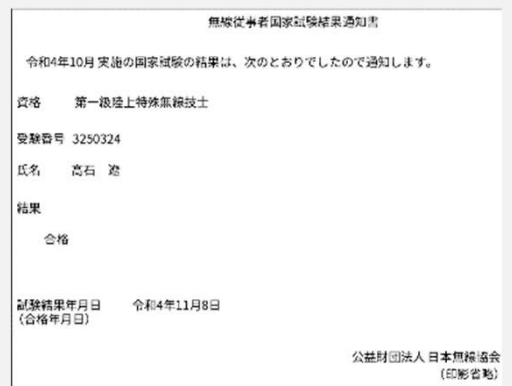 無線従事者国家試験結果通知書
令和4年10月 実施の国家試験の結果は、次のとおりでしたので通知します。
資格 第一級陸上特殊無線技士
受験番号 3250324
氏名 高石 遼
結果
合格
試験結果年月日 令和4年11月8日
（合格年月日）
公益財団法人 日本無線協会
（印影省略）